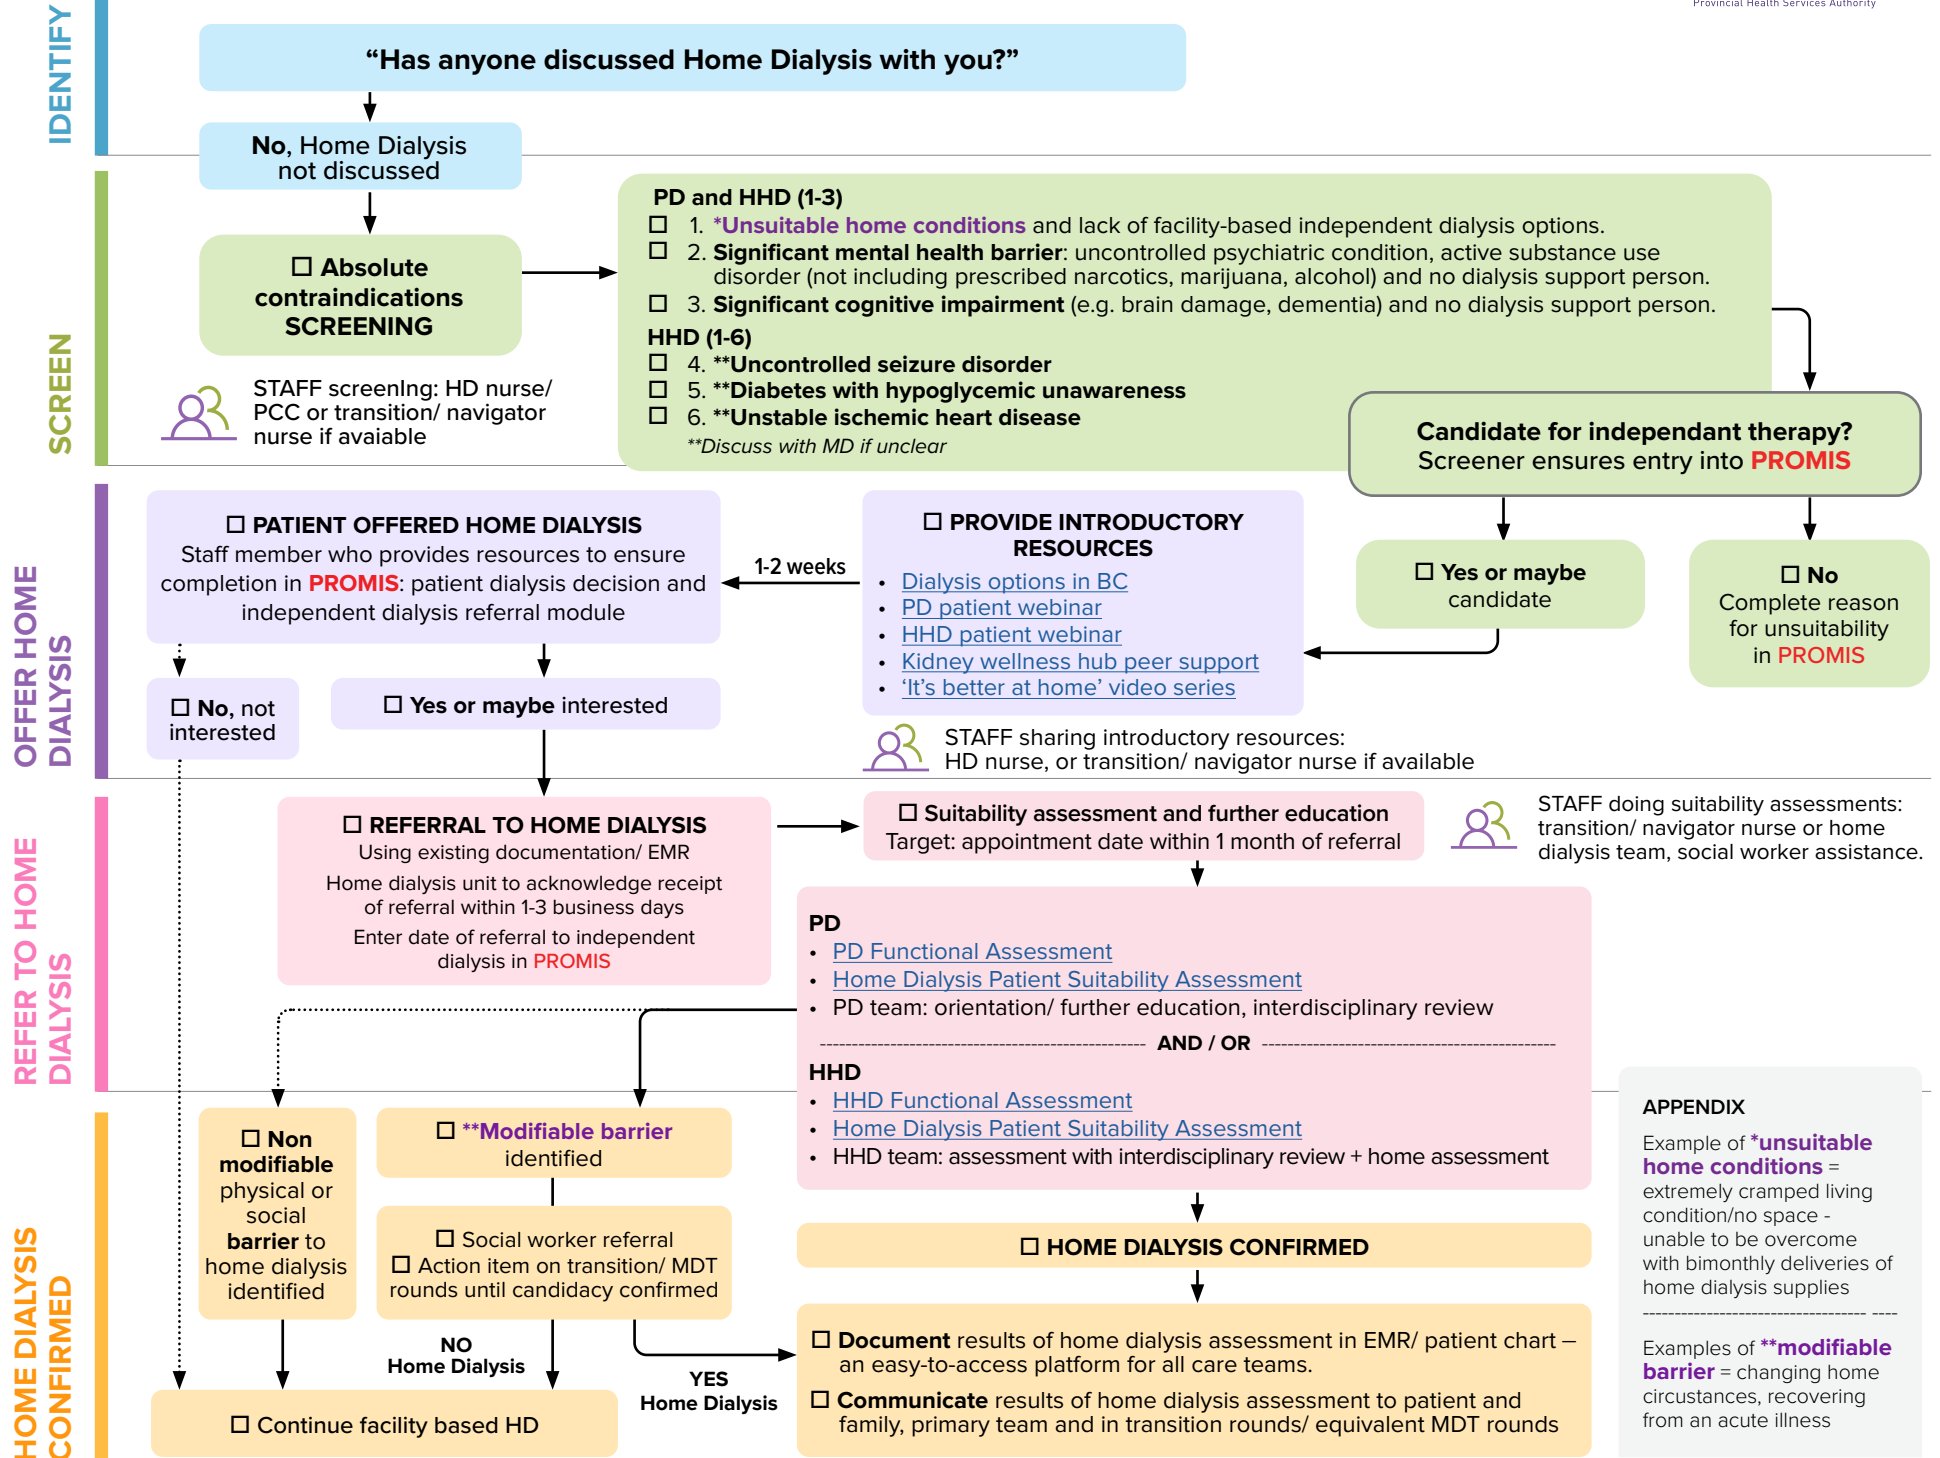 Provincial Health Services Authority
IDENTIFY
“Has anyone discussed Home Dialysis with you?”
No, Home Dialysis
not discussed
SCREEN
☐ Absolute
contraindications
SCREENING
STAFF screenIng: HD nurse/
PCC or transition/ navigator
nurse if avaiable
PD and HHD (1-3)
☐ 1. *Unsuitable home conditions and lack of facility-based independent dialysis options.
☐ 2. Significant mental health barrier: uncontrolled psychiatric condition, active substance use
disorder (not including prescribed narcotics, marijuana, alcohol) and no dialysis support person.
☐ 3. Significant cognitive impairment (e.g. brain damage, dementia) and no dialysis support person.
HHD (1-6)
☐ 4. **Uncontrolled seizure disorder
☐ 5. **Diabetes with hypoglycemic unawareness
☐ 6. **Unstable ischemic heart disease
**Discuss with MD if unclear
Candidate for independant therapy?
Screener ensures entry into PROMIS
☐ Yes or maybe
candidate
☐ No
Complete reason
for unsuitability
in PROMIS
OFFER HOME
DIALYSIS
☐ PROVIDE INTRODUCTORY
RESOURCES
• Dialysis options in BC
• PD patient webinar
• HHD patient webinar
• Kidney wellness hub peer support
• ‘It’s better at home’ video series
STAFF sharing introductory resources:
HD nurse, or transition/ navigator nurse if available
1-2 weeks
☐ PATIENT OFFERED HOME DIALYSIS
Staff member who provides resources to ensure
completion in PROMIS: patient dialysis decision and
independent dialysis referral module
☐ No, not
interested
☐ Yes or maybe interested
REFER TO HOME
DIALYSIS
☐ REFERRAL TO HOME DIALYSIS
Using existing documentation/ EMR
Home dialysis unit to acknowledge receipt
of referral within 1-3 business days
Enter date of referral to independent
dialysis in PROMIS
☐ Suitability assessment and further education
Target: appointment date within 1 month of referral
STAFF doing suitability assessments:
transition/ navigator nurse or home
dialysis team, social worker assistance.
PD
• PD Functional Assessment
• Home Dialysis Patient Suitability Assessment
• PD team: orientation/ further education, interdisciplinary review
AND / OR
HHD
• HHD Functional Assessment
• Home Dialysis Patient Suitability Assessment
• HHD team: assessment with interdisciplinary review + home assessment
HOME DIALYSIS
CONFIRMED
☐ Non
modifiable
physical or
social
barrier to
home dialysis
identified
☐ **Modifiable barrier
identified
☐ Social worker referral
☐ Action item on transition/ MDT
rounds until candidacy confirmed
NO
Home Dialysis
YES
Home Dialysis
☐ Continue facility based HD
☐ HOME DIALYSIS CONFIRMED
☐ Document results of home dialysis assessment in EMR/ patient chart –
an easy-to-access platform for all care teams.
☐ Communicate results of home dialysis assessment to patient and
family, primary team and in transition rounds/ equivalent MDT rounds
APPENDIX
Example of *unsuitable
home conditions =
extremely cramped living
condition/no space -
unable to be overcome
with bimonthly deliveries of
home dialysis supplies
Examples of **modifiable
barrier = changing home
circustances, recovering
from an acute illness